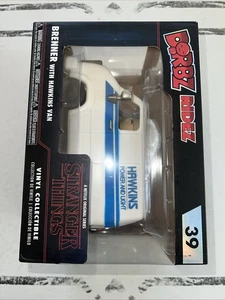 DORBZ
RIDEZ
39
BRENNER WITH HAWKINS VAN
HAWKINS
POWER AND LIGHT
A NETFLIX ORIGINAL SERIES
STRANGER
THINGS
VINYL COLLECTIBLE